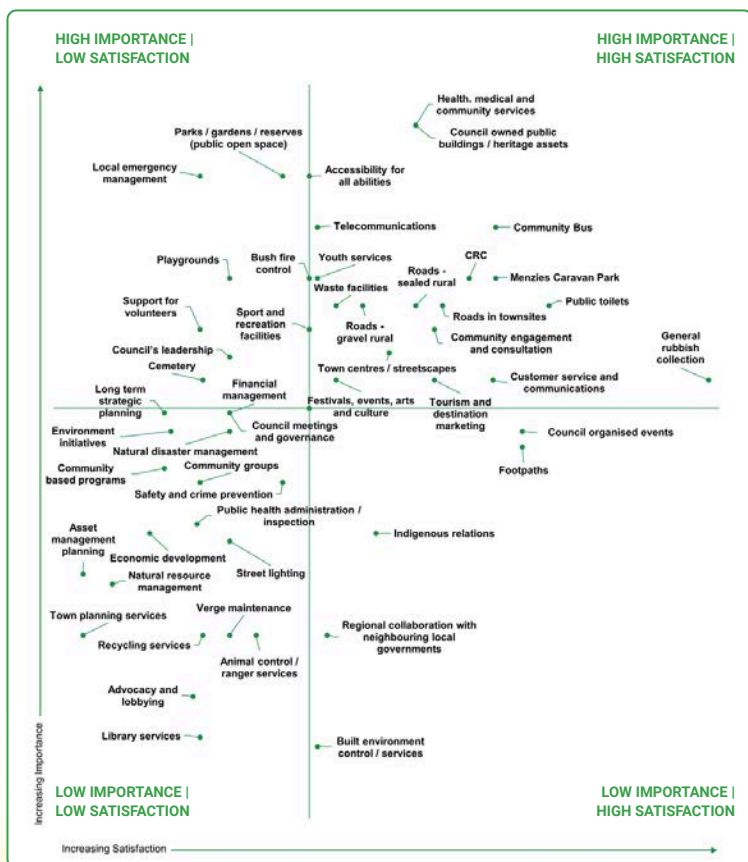 HIGH IMPORTANCE |
LOW SATISFACTION
HIGH IMPORTANCE |
HIGH SATISFACTION
Health. medical and
community services
Parks / gardens / reserves
(public open space)
Council owned public
buildings / heritage assets
Local emergency
management
Accessibility for
all abilities
Telecommunications
Community Bus
Playgrounds
Bush fire
control
Youth services
CRC
Roads -
sealed rural
Menzies Caravan Park
Waste facilities
Support for
volunteers
Sport and
recreation
facilities
Roads -
gravel rural
Roads in townsites
Public toilets
Community engagement
and consultation
General
rubbish
collection
Council's leadership
Town centres / streetscapes
Cemetery
Customer service and
communications
Long term
strategic
planning
Financial
management
Festivals, events, arts
and culture
Tourism and
destination
marketing
Council meetings
and governance
Environment
initiatives
Council organised events
Natural disaster management
Community
based programs
Community groups
Footpaths
Safety and crime prevention
Public health administration /
inspection
Asset
management
planning
Indigenous relations
Economic development
Street lighting
Natural resource
management
Verge maintenance
Town planning services
Regional collaboration with
neighbouring local
governments
Recycling services
Animal control /
ranger services
Advocacy and
lobbying
Library services
Built environment
control / services
Increasing Importance
LOW IMPORTANCE |
LOW SATISFACTION
LOW IMPORTANCE |
HIGH SATISFACTION
Increasing Satisfaction